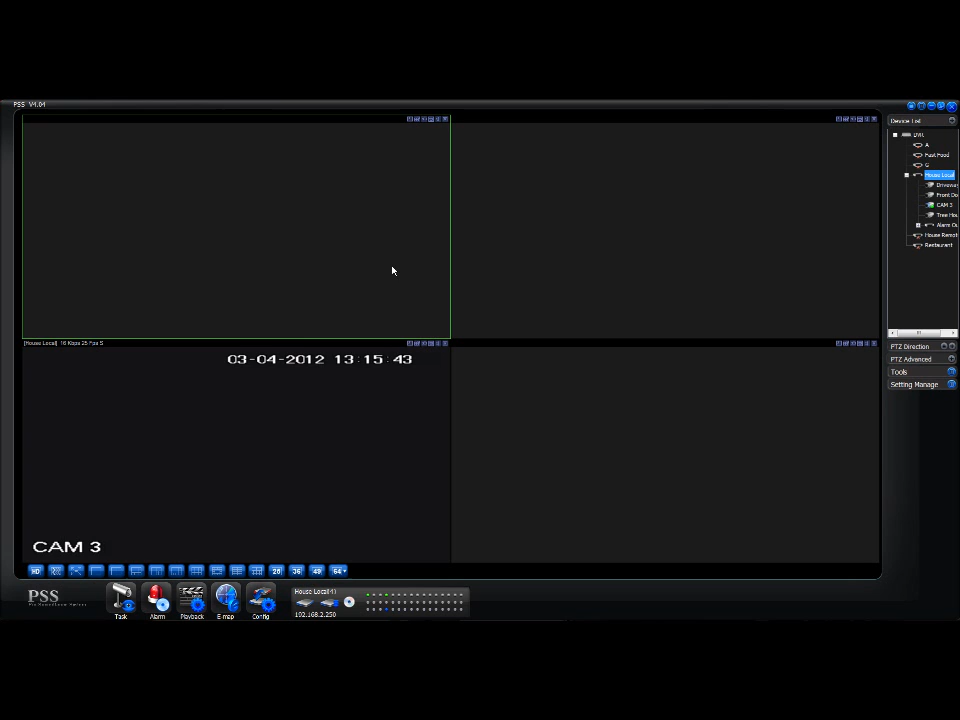 PSS V4.04
Device List
DVR
A
Fast Food
G
House Local
Driveway
Front Do
CAM 3
Tree Hou
Alarm Ou
House Remot
Restaurant
[House Local] 16 Kbps 25 Fps S
03-04-2012 13:15:43
CAM 3
PTZ Direction
PTZ Advanced
Tools
Setting Manage
HD
36
49
64
PSS
Task
Alarm
Playback
E-map
Config
House Local(4)
192.168.2.250